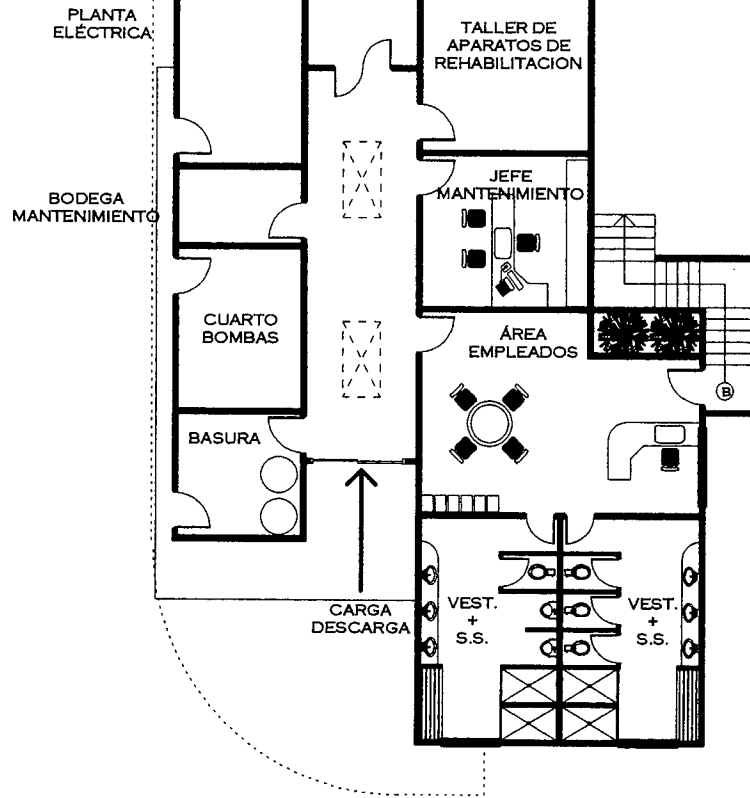 PLANTA
ELÉCTRICA
TALLER DE
APARATOS DE
REHABILITACION
BODEGA
MANTENIMIENTO
JEFE
MANTENIMIENTO
CUARTO
BOMBAS
ÁREA
EMPLEADOS
B
BASURA
CARGA
DESCARGA
VEST.
+
S.S.
VEST.
+
S.S.